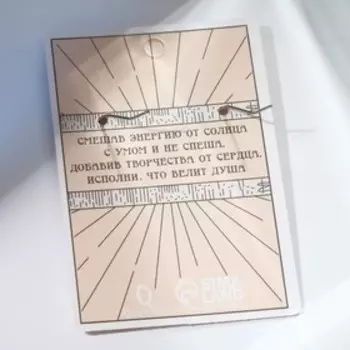 СМЕШАВ ЭНЕРГИЮ ОТ СОЛНЦА
С УМОМ И НЕ СПЕША,
ДОБАВИВ ТВОРЧЕСТВА ОТ СЕРДЦА,
ИСПОЛНИ, ЧТО ВЕЛИТ ДУША